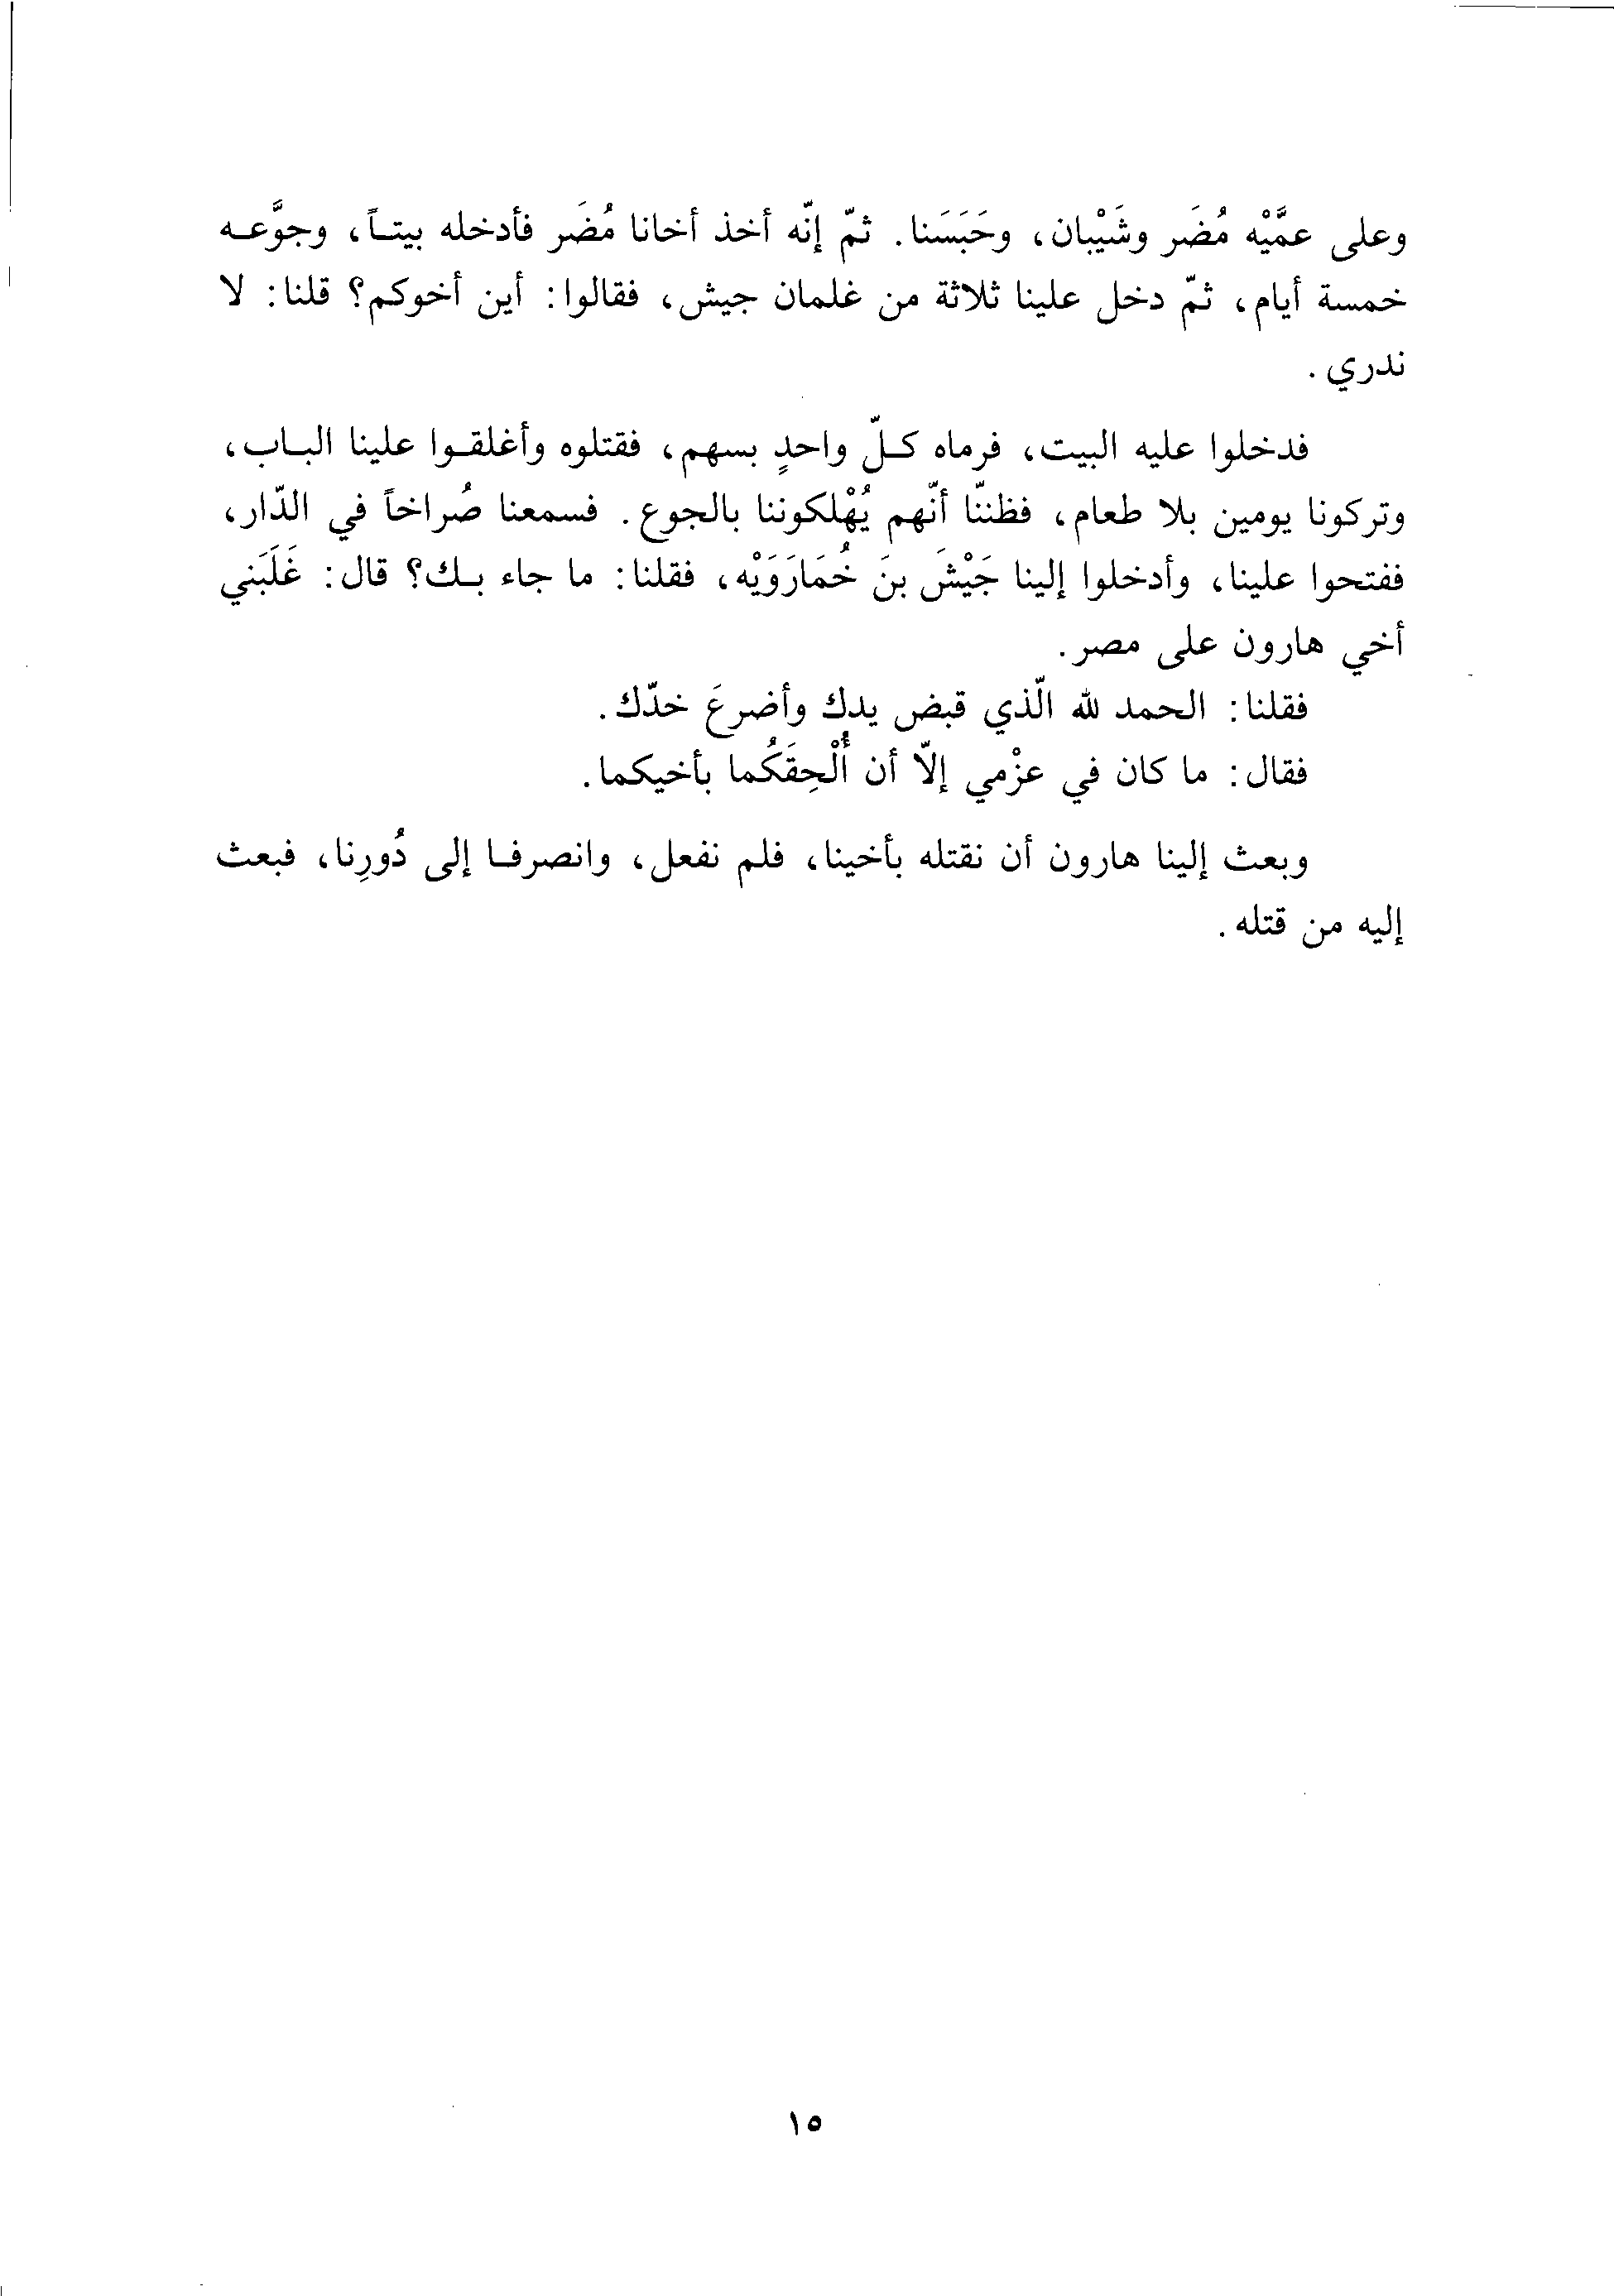 وعلى عمَّيْه مُضَر وشَيْبان، وحَبَسَنا. ثمّ إنّه أخذ أخانا مُضَر فأدخله بيتاً، وجوَّعه
خمسة أيام، ثمّ دخل علينا ثلاثة من غلمان جيش، فقالوا: أين أخوكم؟ قلنا: لا
ندري.
فدخلوا عليه البيت، فرماه كلّ واحدٍ بسهم، فقتلوه وأغلقوا علينا الباب،
وتركونا يومين بلا طعام، فظننّا أنّهم يُهْلكوننا بالجوع. فسمعنا صُراخاً في الدّار،
ففتحوا علينا، وأدخلوا إلينا جَيْشَ بنَ خُمَارَوَيْه، فقلنا: ما جاء بك؟ قال: غَلَبَني
أخي هارون على مصر.
فقلنا: الحمد لله الّذي قبض يدك وأضرعَ خدّك.
فقال: ما كان في عزْمي إلاّ أن أُلْحِقَكُما بأخيكما.
وبعث إلينا هارون أن نقتله بأخينا، فلم نفعل، وانصرفا إلى دُورِنا، فبعث
إليه من قتله.
١٥